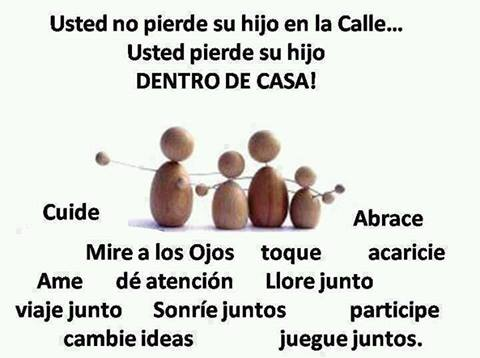 Usted no pierde su hijo en la Calle...
Usted pierde su hijo
DENTRO DE CASA!
Cuide
Abrace
Mire a los Ojos toque acaricie
Ame dé atención Llore junto
viaje junto Sonríe juntos participe
cambie ideas juegue juntos.